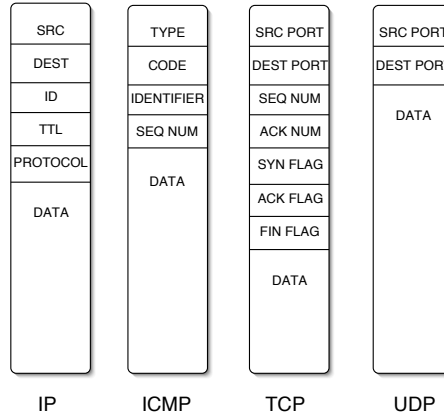 SRC
DEST
ID
TTL
PROTOCOL
DATA
IP
TYPE
CODE
IDENTIFIER
SEQ NUM
DATA
ICMP
SRC PORT
DEST PORT
SEQ NUM
ACK NUM
SYN FLAG
ACK FLAG
FIN FLAG
DATA
TCP
SRC PORT
DEST PORT
DATA
UDP